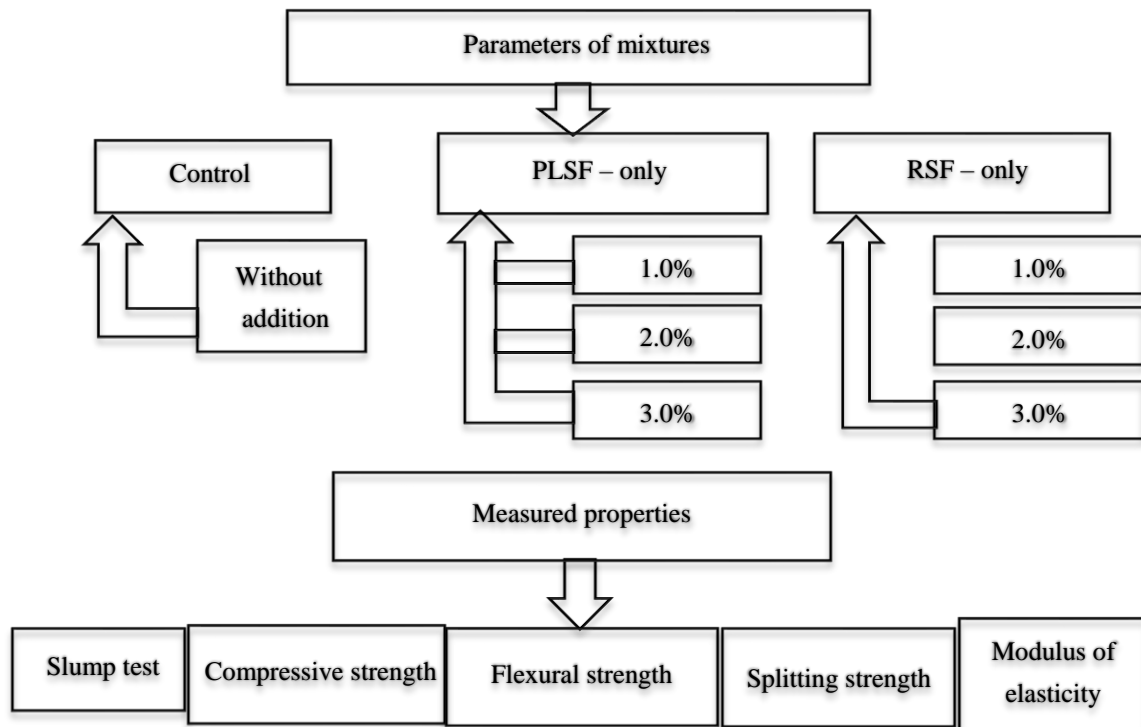 Parameters of mixtures
Control
PLSF – only
RSF – only
Without
addition
1.0%
2.0%
3.0%
1.0%
2.0%
3.0%
Measured properties
Slump test
Compressive strength
Flexural strength
Splitting strength
Modulus of
elasticity